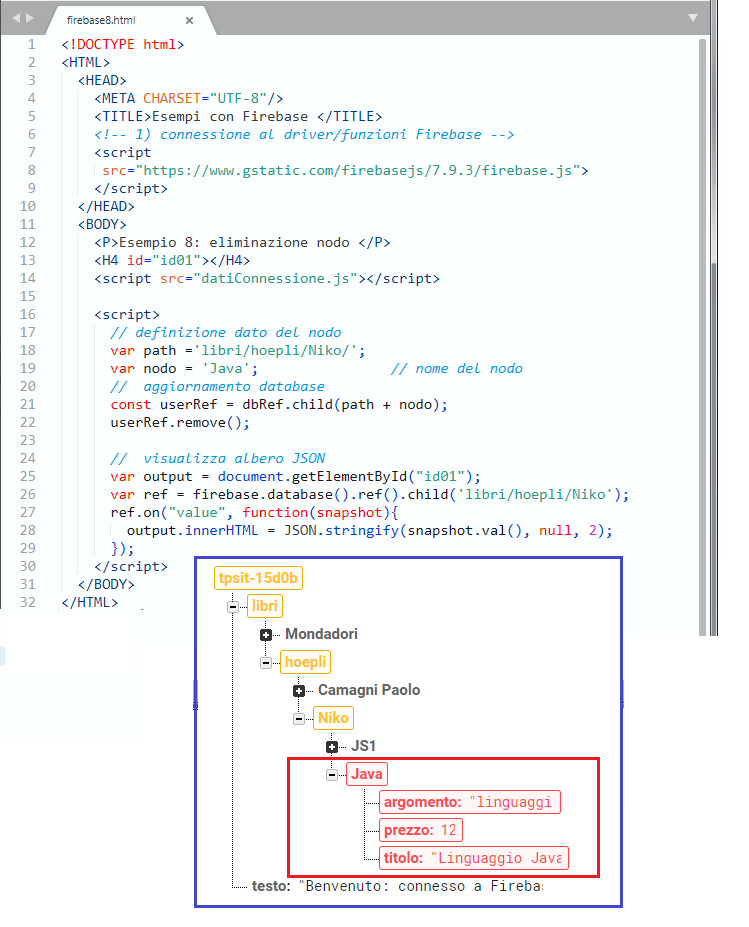 firebase8.html
1 <!DOCTYPE html>
2 <HTML>
3 <HEAD>
4 <META CHARSET="UTF-8"/>
5 <TITLE>Esempi con Firebase </TITLE>
6 <!-- 1) connessione al driver/funzioni Firebase -->
7 <script
8 src="https://www.gstatic.com/firebasejs/7.9.3/firebase.js">
9 </script>
10 </HEAD>
11 <BODY>
12 <P>Esempio 8: eliminazione nodo </P>
13 <H4 id="id01"></H4>
14 <script src="datiConnessione.js"></script>
15
16 <script>
17 // definizione dato del nodo
18 var path ='libri/hoepli/Niko/';
19 var nodo = 'Java'; // nome del nodo
20 // aggiornamento database
21 const userRef = dbRef.child(path + nodo);
22 userRef.remove();
23
24 // visualizza albero JSON
25 var output = document.getElementById("id01");
26 var ref = firebase.database().ref().child('libri/hoepli/Niko');
27 ref.on("value", function(snapshot){
28 output.innerHTML = JSON.stringify(snapshot.val(), null, 2);
29 });
30 </script>
31 </BODY>
32 </HTML>
tpsit-15d0b
libri
Mondadori
hoepli
Camagni Paolo
Niko
JS1
Java
argomento: "linguaggi
prezzo: 12
titolo: "Linguaggio Java
testo: "Benvenuto: connesso a Fireba